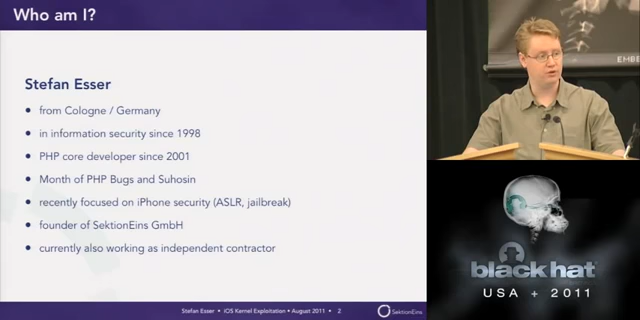 Who am I?
Stefan Esser
• from Cologne / Germany
• in information security since 1998
• PHP core developer since 2001
• Month of PHP Bugs and Suhosin
• recently focused on iPhone security (ASLR, jailbreak)
• founder of SektionEins GmbH
• currently also working as independent contractor
Stefan Esser • iOS Kernel Exploitation • August 2011 • 2
SektionEins
EMBE
black hat
USA + 2011